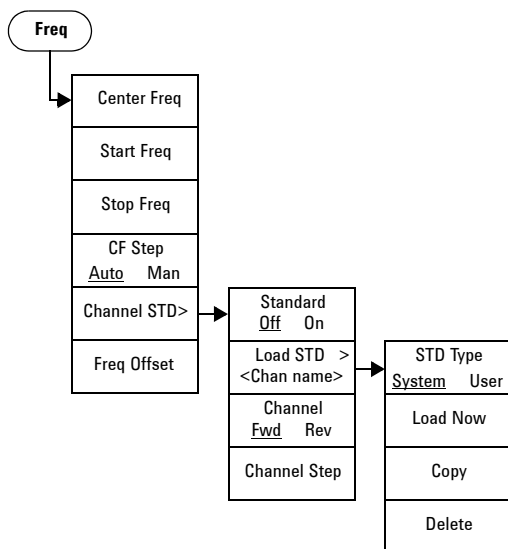 Freq
Center Freq
Start Freq
Stop Freq
CF Step
Auto Man
Channel STD>
Freq Offset
Standard
Off On
Load STD >
<Chan name>
Channel
Fwd Rev
Channel Step
STD Type
System User
Load Now
Copy
Delete